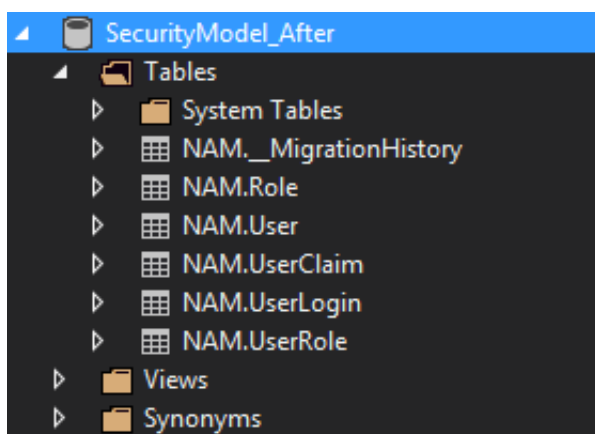 SecurityModel_After
Tables
System Tables
NAM.__MigrationHistory
NAM.Role
NAM.User
NAM.UserClaim
NAM.UserLogin
NAM.UserRole
Views
Synonyms